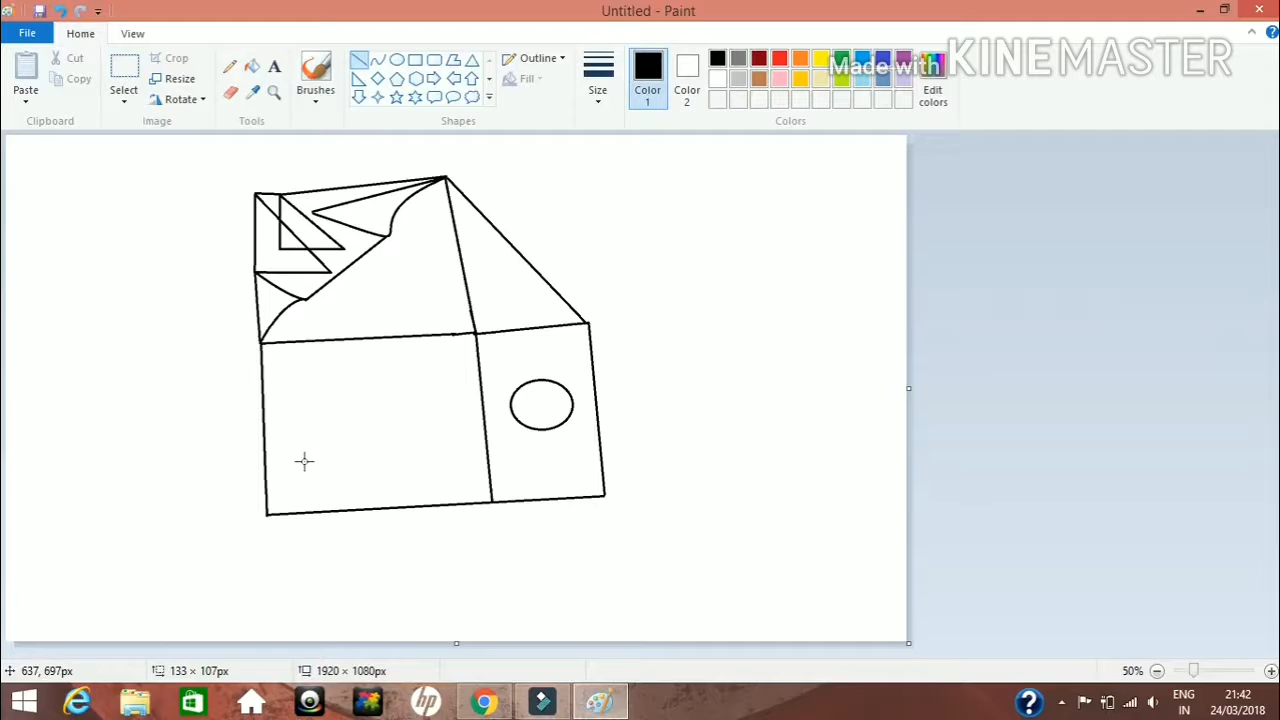 Untitled - Paint
File Home View
Paste
Cut
Copy
Clipboard
Select
Crop
Resize
Rotate
Image
A
Tools
Brushes
Outline
Fill
Shapes
Size
Color 1
Color 2
Edit colors
Colors
Made with KINEMASTER
637, 697px
133 × 107px
1920 × 1080px
50%
hp
?
ENG
IN
21:42
24/03/2018